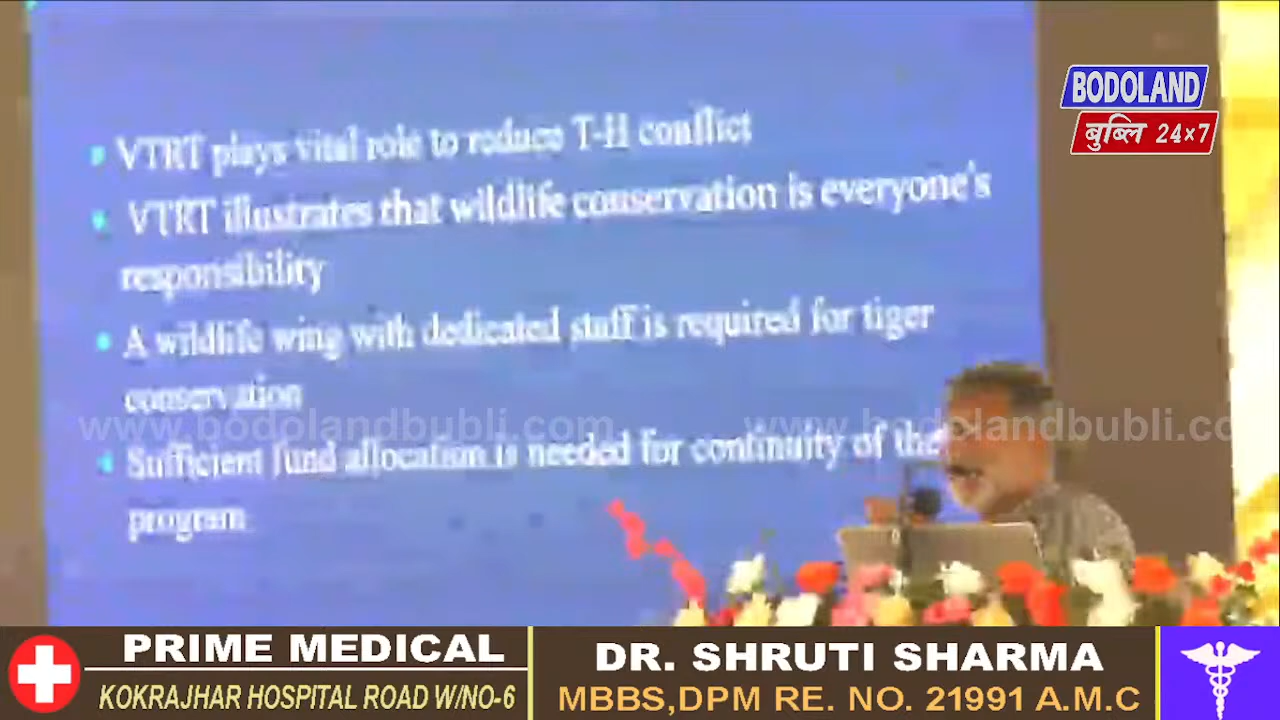 BODOLAND
बुब्लि 24×7
• VTRT plays vital role to reduce T-H conflict
• VTRT illustrates that wildlife conservation is everyone's
responsibility
• A wildlife wing with dedicated staff is required for tiger
conservation
www.bodolandbubli.com
www.bodolandbubli.co
• Sufficient fund allocation is needed for continuity of the
program
PRIME MEDICAL
KOKRAJHAR HOSPITAL ROAD W/NO-6
DR. SHRUTI SHARMA
MBBS,DPM RE. NO. 21991 A.M.C